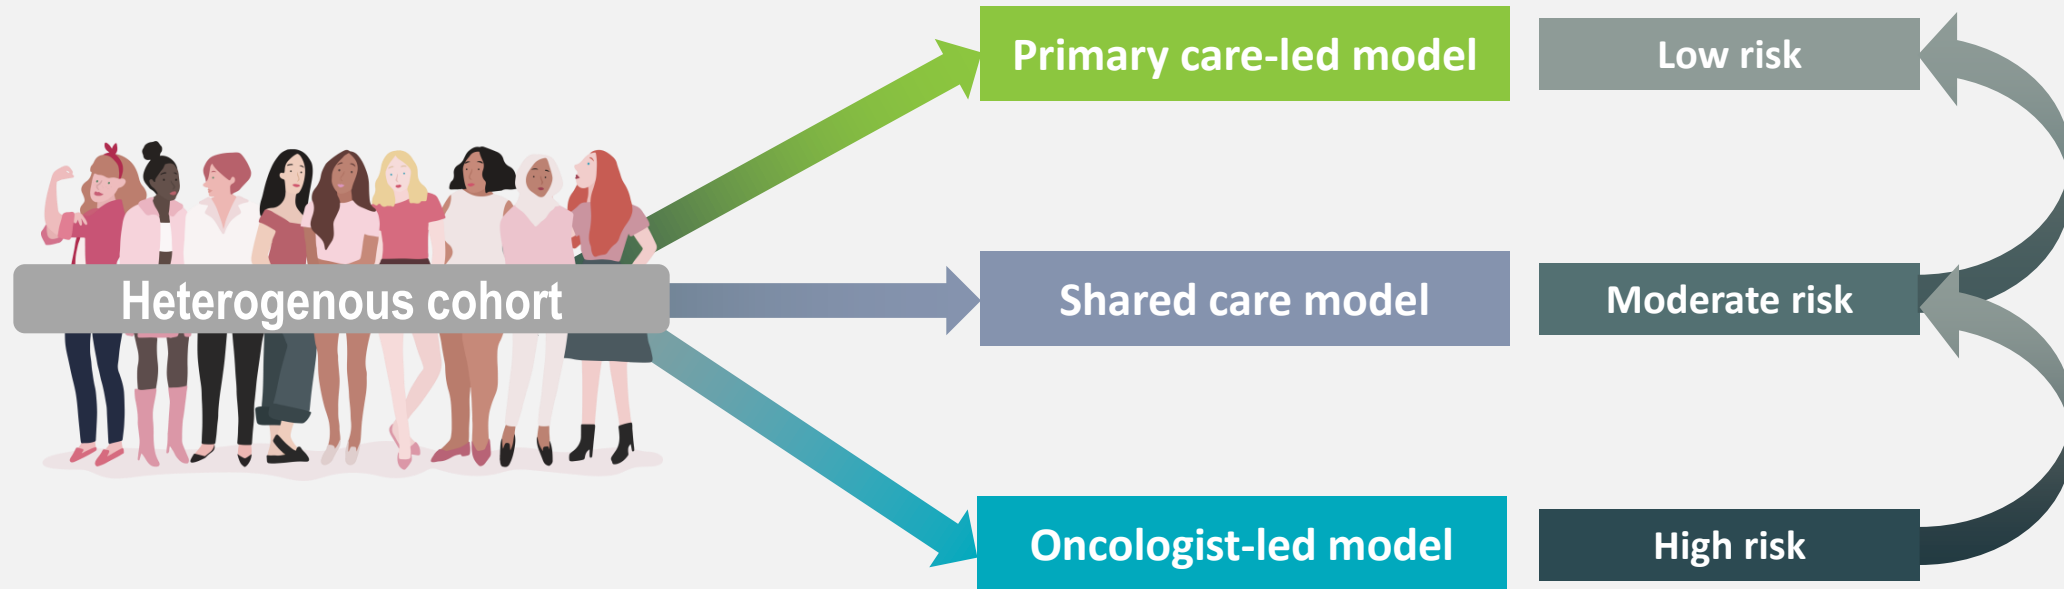 Primary care-led model
Low risk
Heterogenous cohort
Shared care model
Moderate risk
Oncologist-led model
High risk